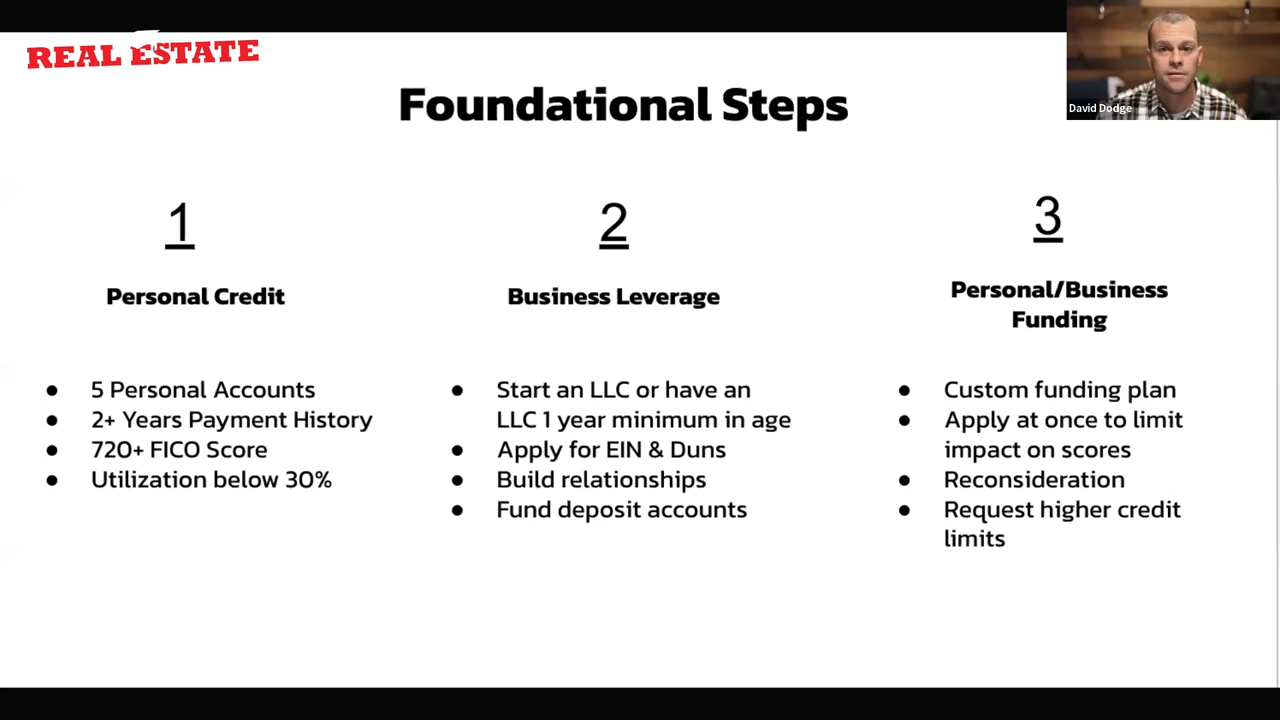 REAL ESTATE
David Dodge
Foundational Steps
1
Personal Credit
● 5 Personal Accounts
● 2+ Years Payment History
● 720+ FICO Score
● Utilization below 30%
2
Business Leverage
● Start an LLC or have an
LLC 1 year minimum in age
● Apply for EIN & Duns
● Build relationships
● Fund deposit accounts
3
Personal/Business
Funding
● Custom funding plan
● Apply at once to limit
impact on scores
● Reconsideration
● Request higher credit
limits